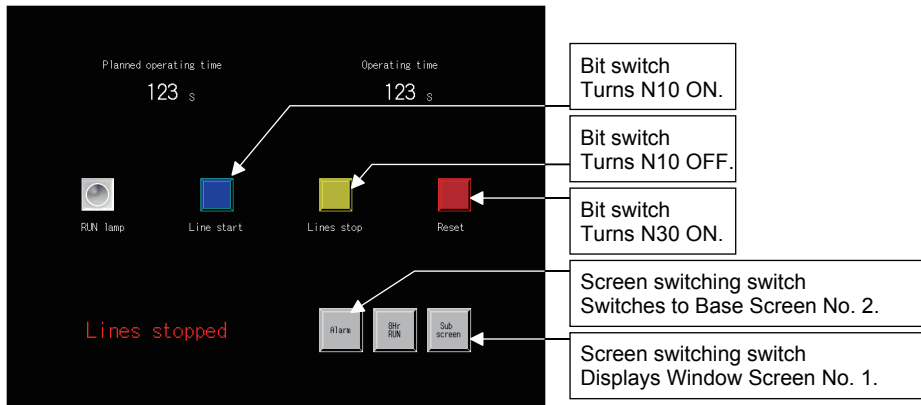 Planned operating time
Operating time
123 s
123 s
RUN lamp
Line start
Lines stop
Reset
Lines stopped
Alarm
8Hr
RUN
Sub
screen
Bit switch
Turns N10 ON.
Bit switch
Turns N10 OFF.
Bit switch
Turns N30 ON.
Screen switching switch
Switches to Base Screen No. 2.
Screen switching switch
Displays Window Screen No. 1.